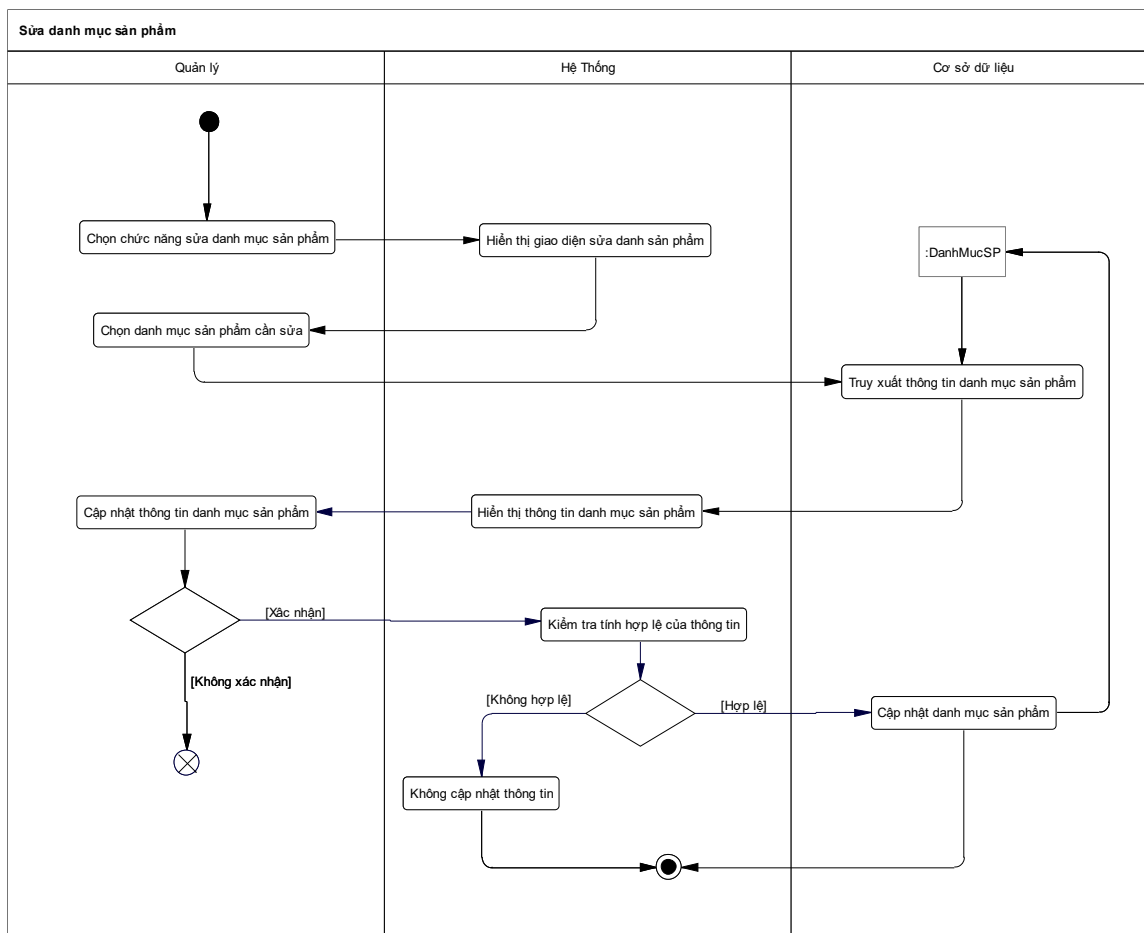 Sửa danh mục sản phẩm
Quản lý
Hệ Thống
Cơ sở dữ liệu
Chọn chức năng sửa danh mục sản phẩm
Hiển thị giao diện sửa danh sản phẩm
:DanhMucSP
Chọn danh mục sản phẩm cần sửa
Truy xuất thông tin danh mục sản phẩm
Cập nhật thông tin danh mục sản phẩm
Hiển thị thông tin danh mục sản phẩm
[Xác nhận]
Kiểm tra tính hợp lệ của thông tin
[Không xác nhận]
[Không hợp lệ]
[Hợp lệ]
Cập nhật danh mục sản phẩm
Không cập nhật thông tin